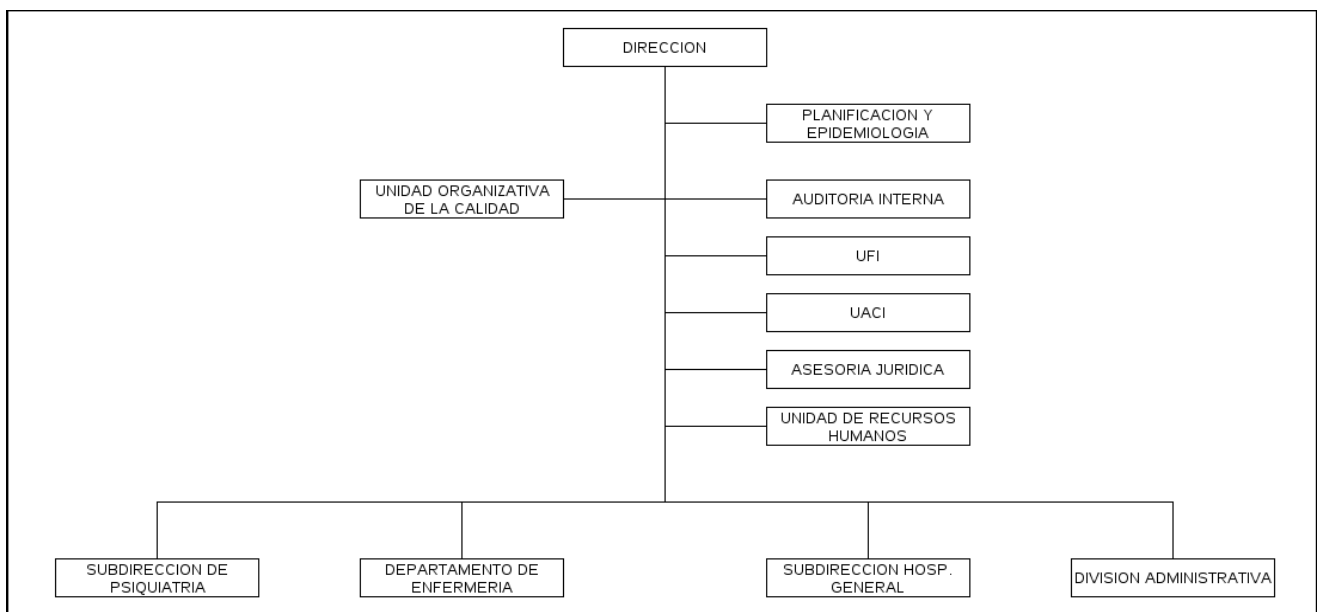 DIRECCION
PLANIFICACION Y
EPIDEMIOLOGIA
UNIDAD ORGANIZATIVA
DE LA CALIDAD
AUDITORIA INTERNA
UFI
UACI
ASESORIA JURIDICA
UNIDAD DE RECURSOS
HUMANOS
SUBDIRECCION DE
PSIQUIATRIA
DEPARTAMENTO DE
ENFERMERIA
SUBDIRECCION HOSP.
GENERAL
DIVISION ADMINISTRATIVA